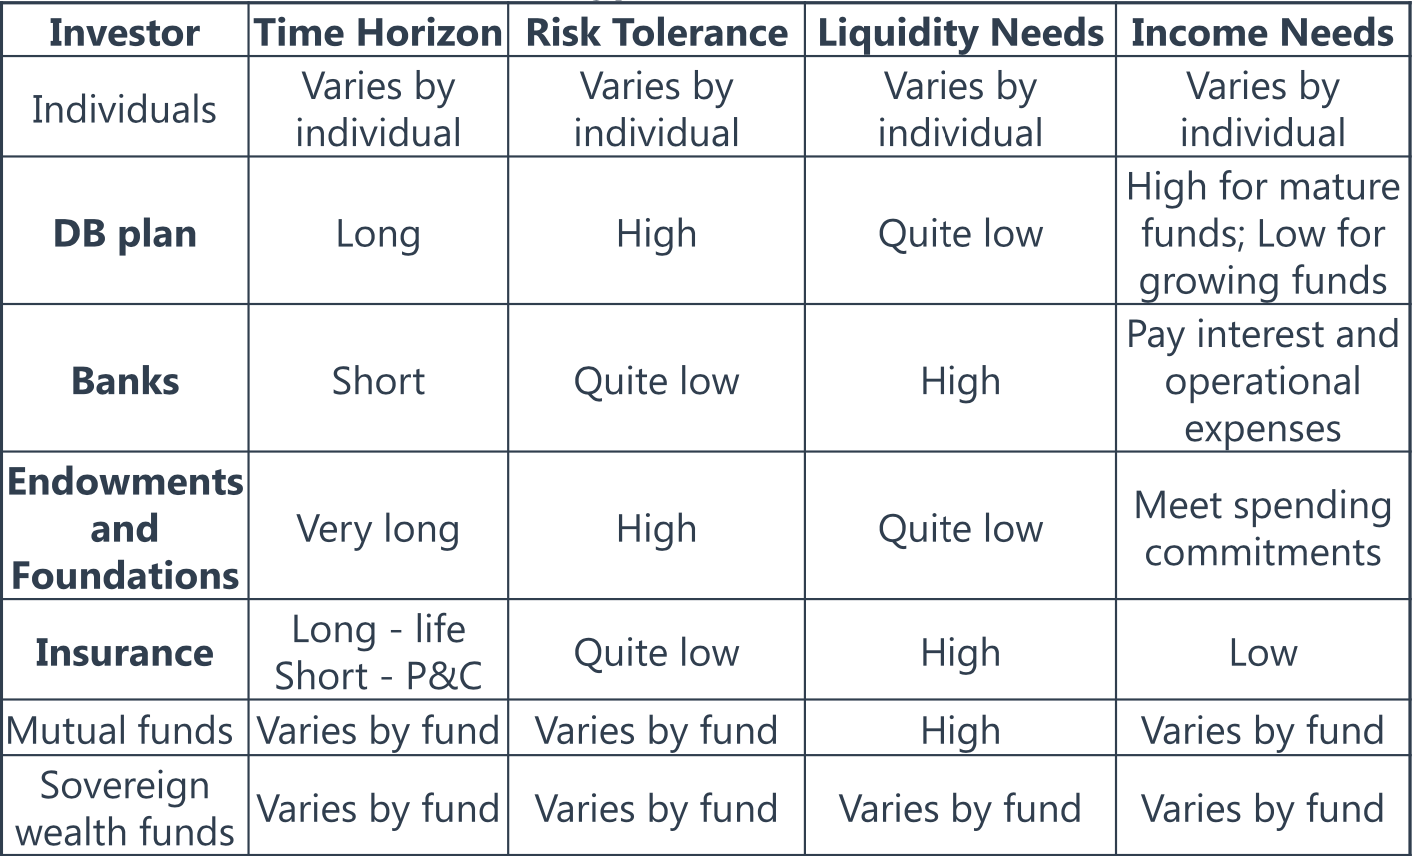 Investor Time Horizon Risk Tolerance Liquidity Needs Income Needs
Individuals
Varies by
individual
Varies by
individual
Varies by
individual
Varies by
individual
DB plan
Long
High
Quite low
High for mature
funds; Low for
growing funds
Banks
Short
Quite low
High
Pay interest and
operational
expenses
Endowments
and
Foundations
Very long
High
Quite low
Meet spending
commitments
Insurance
Long - life
Short - P&C
Quite low
High
Low
Mutual funds
Varies by fund
Varies by fund
High
Varies by fund
Sovereign
wealth funds
Varies by fund
Varies by fund
Varies by fund
Varies by fund